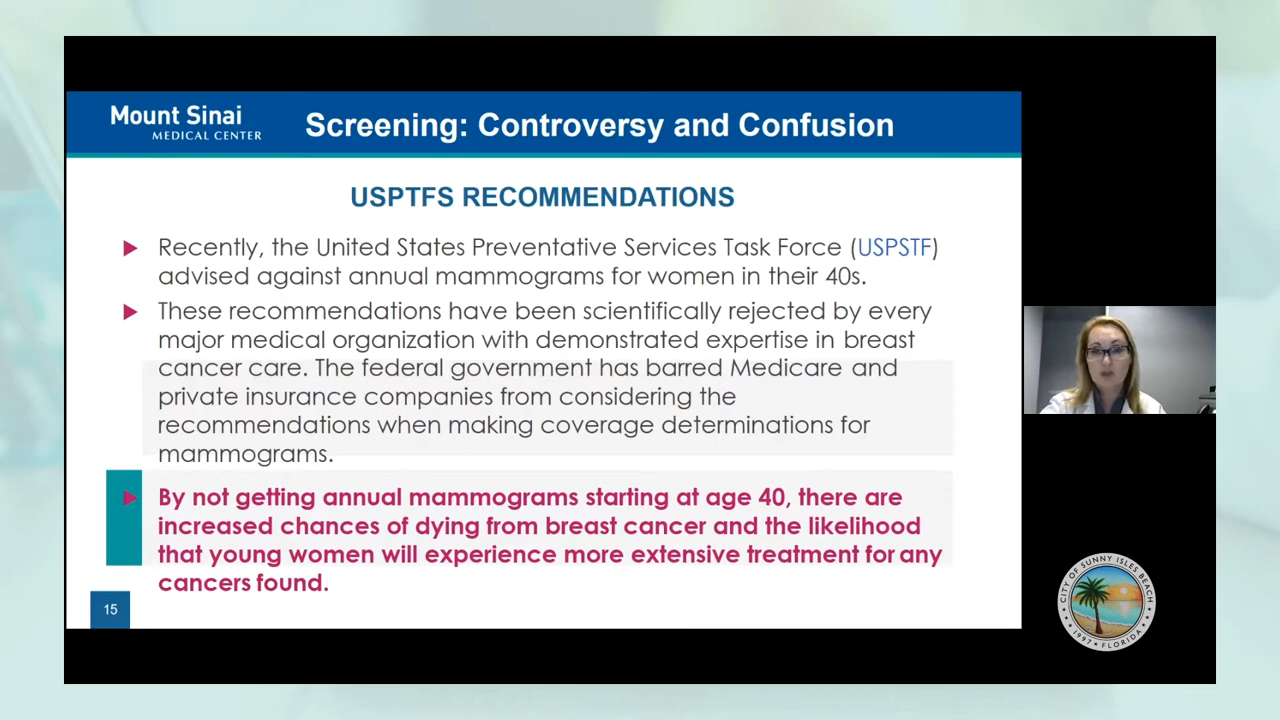 Mount Sinai
MEDICAL CENTER
Screening: Controversy and Confusion
USPTFS RECOMMENDATIONS
Recently, the United States Preventative Services Task Force (USPSTF)
advised against annual mammograms for women in their 40s.
These recommendations have been scientifically rejected by every
major medical organization with demonstrated expertise in breast
cancer care. The federal government has barred Medicare and
private insurance companies from considering the
recommendations when making coverage determinations for
mammograms.
By not getting annual mammograms starting at age 40, there are
increased chances of dying from breast cancer and the likelihood
that young women will experience more extensive treatment for any
cancers found.
15
CITY OF SUNNY ISLES BEACH
1997 FLORIDA